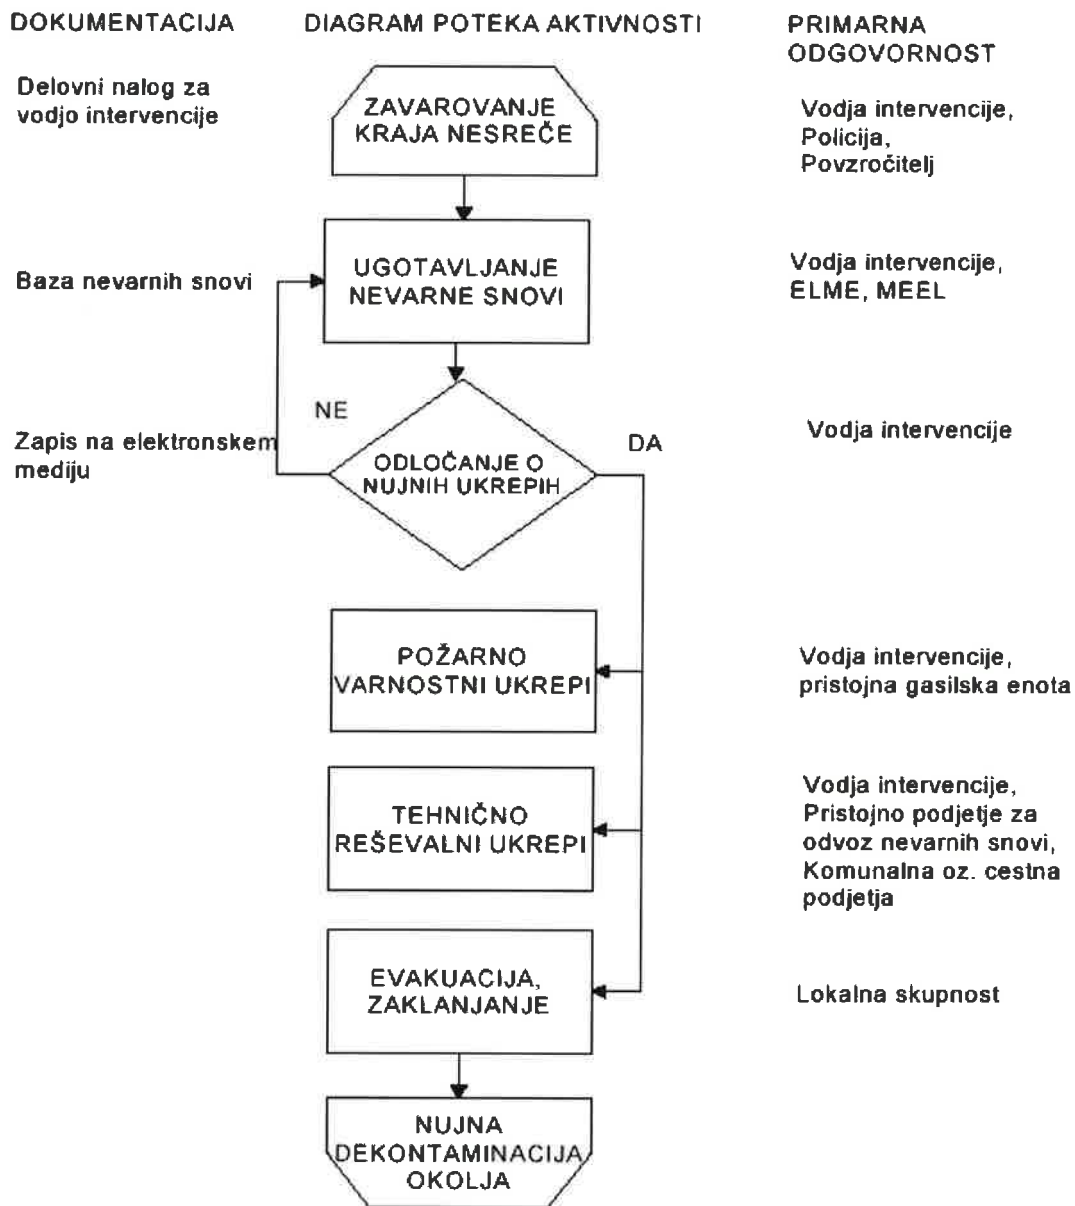 DOKUMENTACIJA
DIAGRAM POTEKA AKTIVNOSTI
PRIMARNA
ODGOVORNOST
Delovni nalog za
vodjo intervencije
ZAVAROVANJE
KRAJA NESREČE
Vodja intervencije,
Policija,
Povzročitelj
Baza nevarnih snovi
UGOTAVLJANJE
NEVARNE SNOVI
Vodja intervencije,
ELME, MEEL
NE
Zapis na elektronskem
mediju
ODLOČANJE O
NUJNIH UKREPIH
DA
Vodja intervencije
POŽARNO
VARNOSTNI UKREPI
Vodja intervencije,
pristojna gasilska enota
TEHNIČNO
REŠEVALNI UKREPI
Vodja intervencije,
Pristojno podjetje za
odvoz nevarnih snovi,
Komunalna oz. cestna
podjetja
EVAKUACIJA,
ZAKLANJANJE
Lokalna skupnost
NUJNA
DEKONTAMINACIJA
OKOLJA